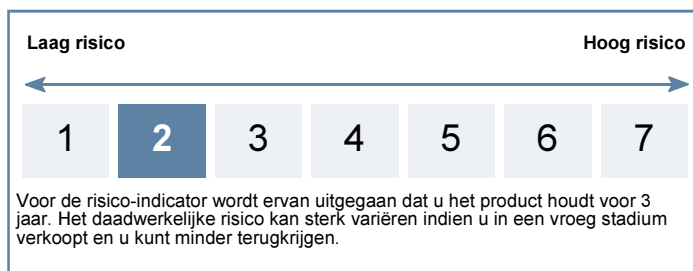 Laag risico Hoog risico
1 2 3 4 5 6 7
Voor de risico-indicator wordt ervan uitgegaan dat u het product houdt voor 3
jaar. Het daadwerkelijke risico kan sterk variëren indien u in een vroeg stadium
verkoopt en u kunt minder terugkrijgen.